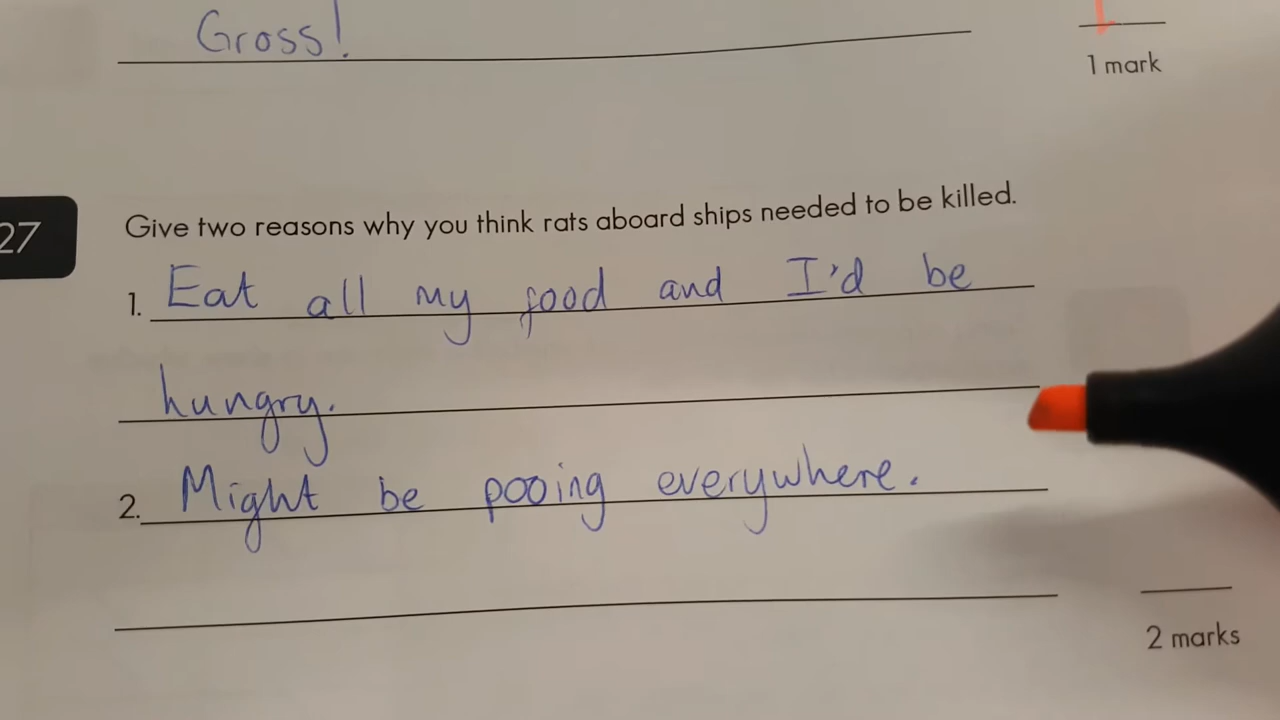 Gross!
1 mark
27
Give two reasons why you think rats aboard ships needed to be killed.
1. Eat all my food and I'd be
hungry.
2. Might be pooing everywhere.
2 marks